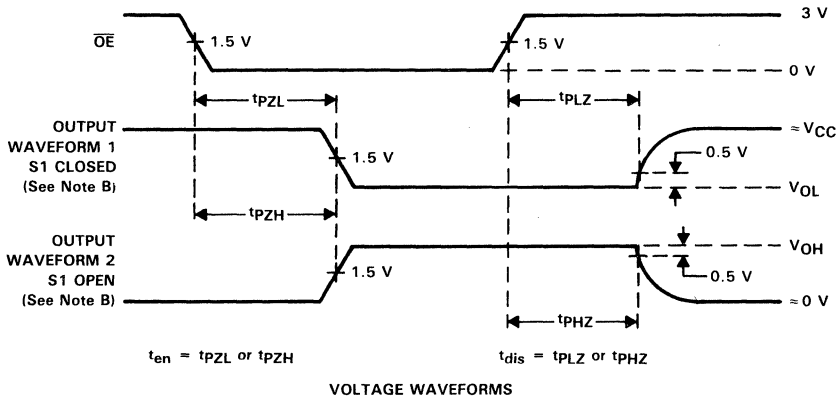 3 V
OE
1.5 V
1.5 V
0 V
tPZL
tPLZ
OUTPUT
WAVEFORM 1
S1 CLOSED
(See Note B)
≈ VCC
0.5 V
1.5 V
VOL
tPZH
OUTPUT
WAVEFORM 2
S1 OPEN
(See Note B)
VOH
1.5 V
0.5 V
≈ 0 V
tPHZ
ten = tPZL or tPZH
tdis = tPLZ or tPHZ
VOLTAGE WAVEFORMS